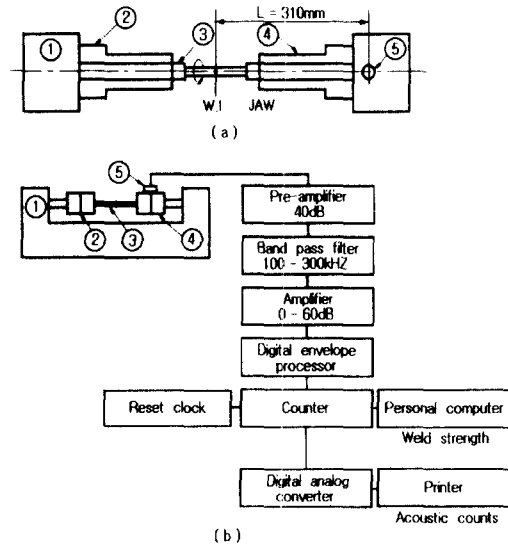 L = 310mm
① ② ③ ④ ⑤
W.I JAW
( a )
① ② ③ ④ ⑤
Pre-amplifier
40dB
Band pass filter
100 - 300kHZ
Amplifier
0 - 60dB
Digital envelope
processor
Reset clock
Counter
Personal computer
Weld strength
Digital analog
converter
Printer
Acoustic counts
( b )